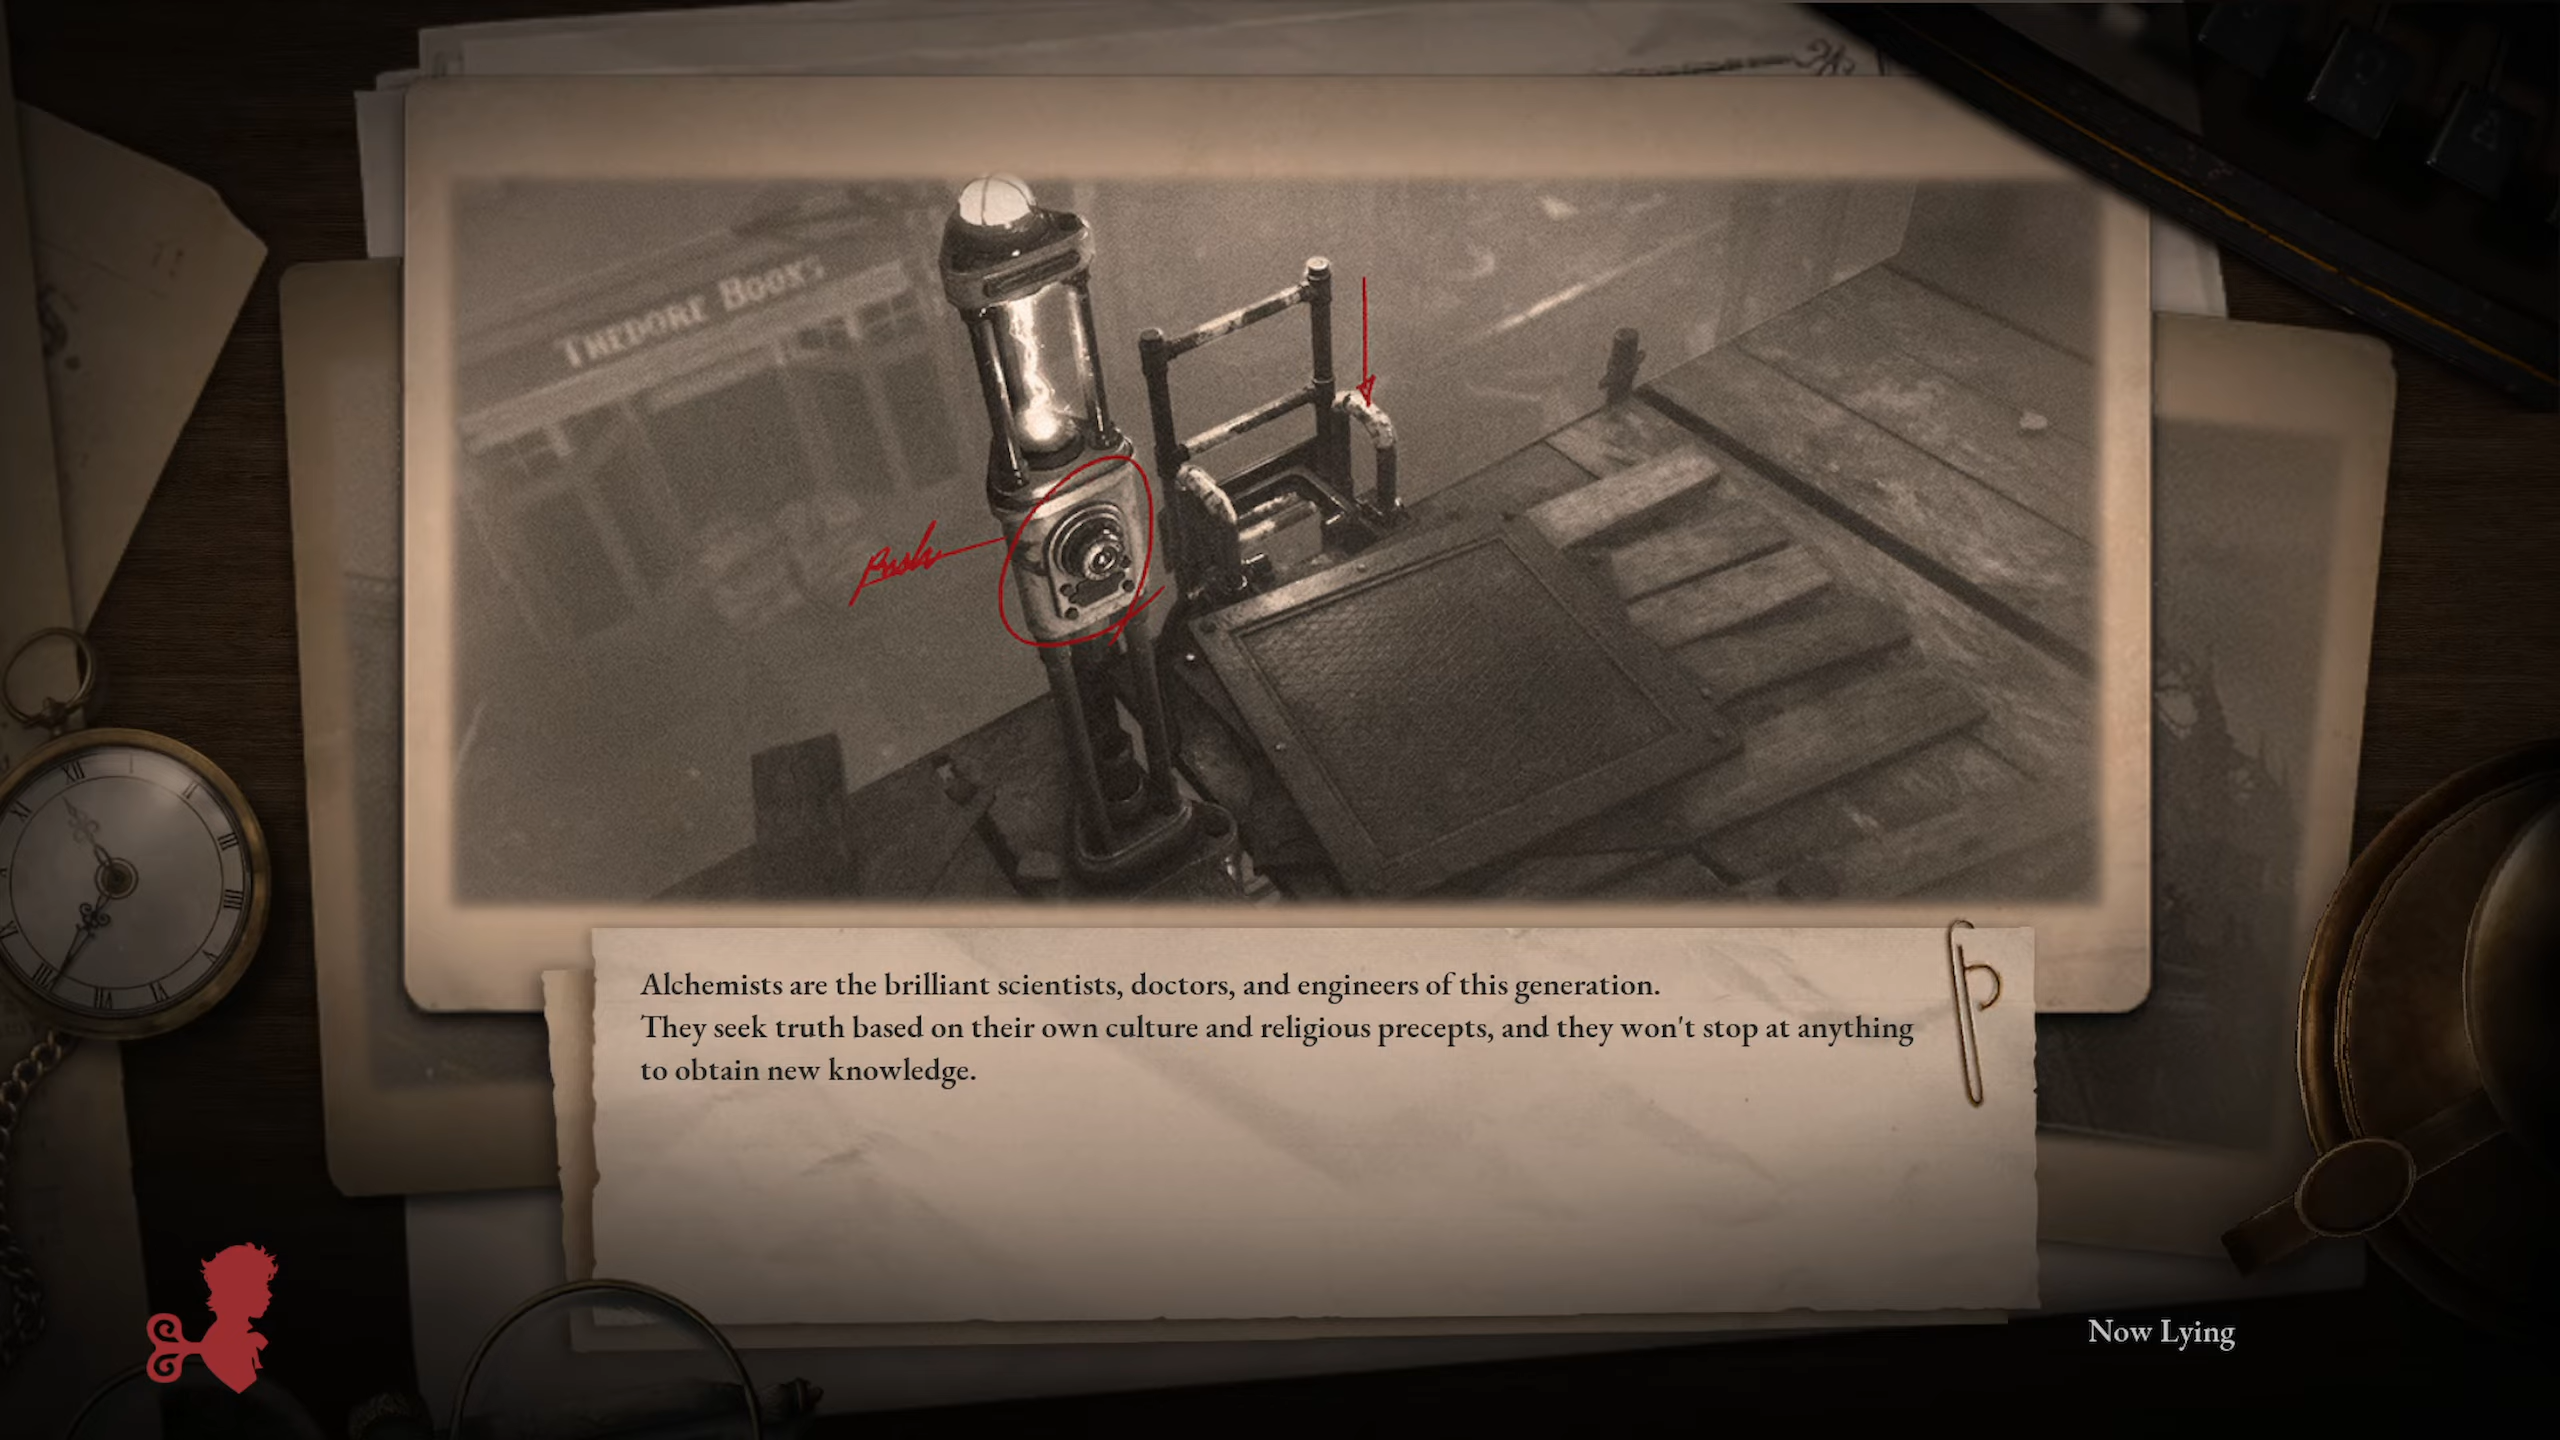 THEDORE BOOKS
Push
Alchemists are the brilliant scientists, doctors, and engineers of this generation.
They seek truth based on their own culture and religious precepts, and they won't stop at anything
to obtain new knowledge.
Now Lying